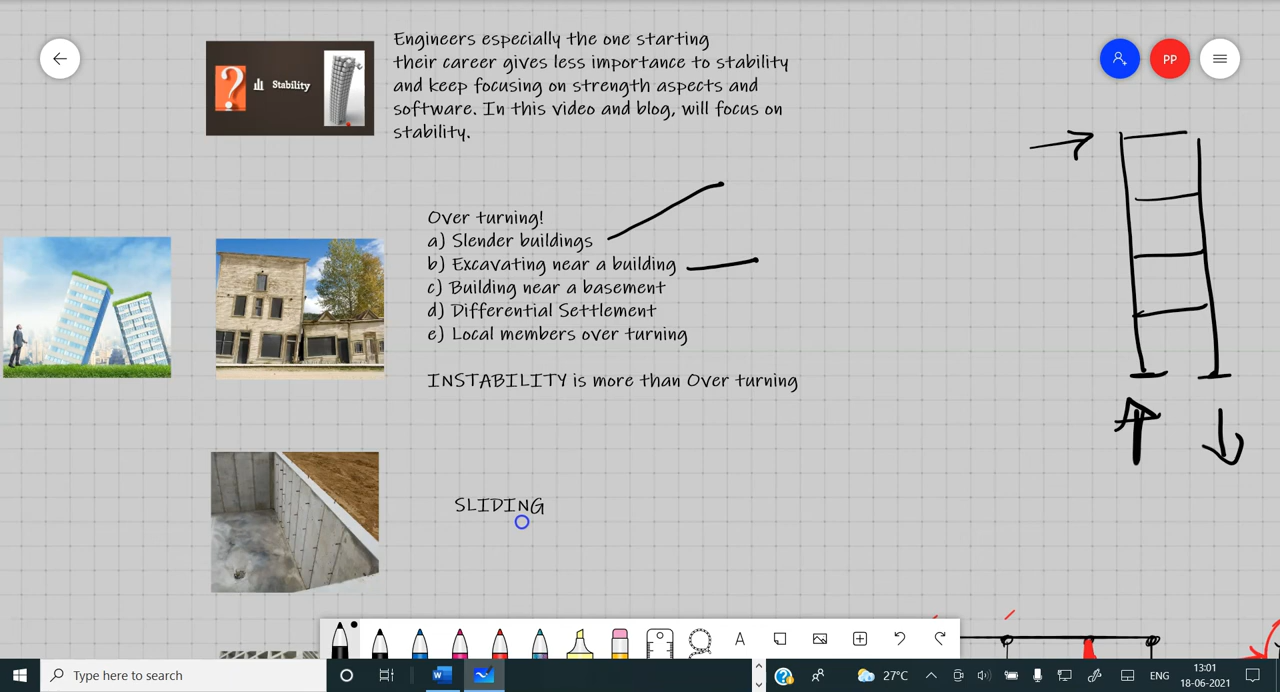 Engineers especially the one starting
their career gives less importance to stability
and keep focusing on strength aspects and
software. In this video and blog, will focus on
stability.
? Stability
PP
Over turning!
a) Slender buildings
b) Excavating near a building
c) Building near a basement
d) Differential Settlement
e) Local members over turning
INSTABILITY is more than Over turning
SLIDING
A
Type here to search
27°C
ENG
13:01
18-06-2021